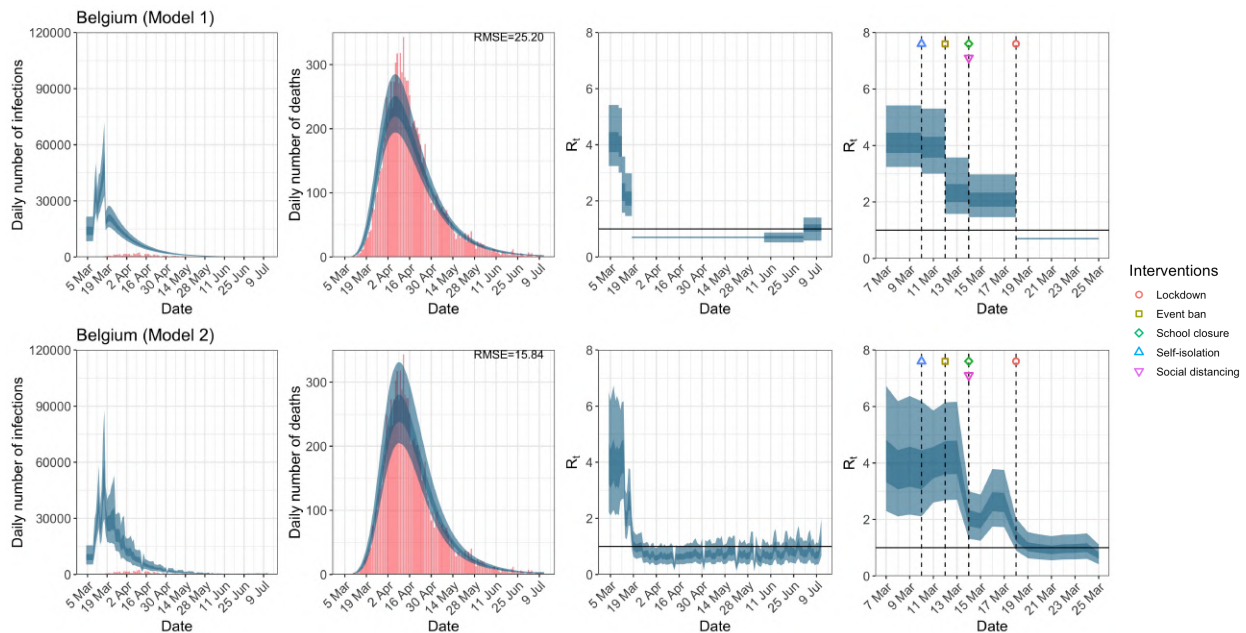 Belgium (Model 1)
120000
90000
60000
30000
0
Daily number of infections
5 Mar
19 Mar
2 Apr
16 Apr
30 Apr
14 May
28 May
11 Jun
25 Jun
9 Jul
Date
RMSE=25.20
300
200
100
0
Daily number of deaths
5 Mar
19 Mar
2 Apr
16 Apr
30 Apr
14 May
28 May
11 Jun
25 Jun
9 Jul
Date
8
6
4
2
0
Rt
5 Mar
19 Mar
2 Apr
16 Apr
30 Apr
14 May
28 May
11 Jun
25 Jun
9 Jul
Date
8
6
4
2
0
Rt
7 Mar
9 Mar
11 Mar
13 Mar
15 Mar
17 Mar
19 Mar
21 Mar
23 Mar
25 Mar
Date
Interventions
Lockdown
Event ban
School closure
Self-isolation
Social distancing
Belgium (Model 2)
120000
90000
60000
30000
0
Daily number of infections
5 Mar
19 Mar
2 Apr
16 Apr
30 Apr
14 May
28 May
11 Jun
25 Jun
9 Jul
Date
RMSE=15.84
300
200
100
0
Daily number of deaths
5 Mar
19 Mar
2 Apr
16 Apr
30 Apr
14 May
28 May
11 Jun
25 Jun
9 Jul
Date
8
6
4
2
0
Rt
5 Mar
19 Mar
2 Apr
16 Apr
30 Apr
14 May
28 May
11 Jun
25 Jun
9 Jul
Date
8
6
4
2
0
Rt
7 Mar
9 Mar
11 Mar
13 Mar
15 Mar
17 Mar
19 Mar
21 Mar
23 Mar
25 Mar
Date